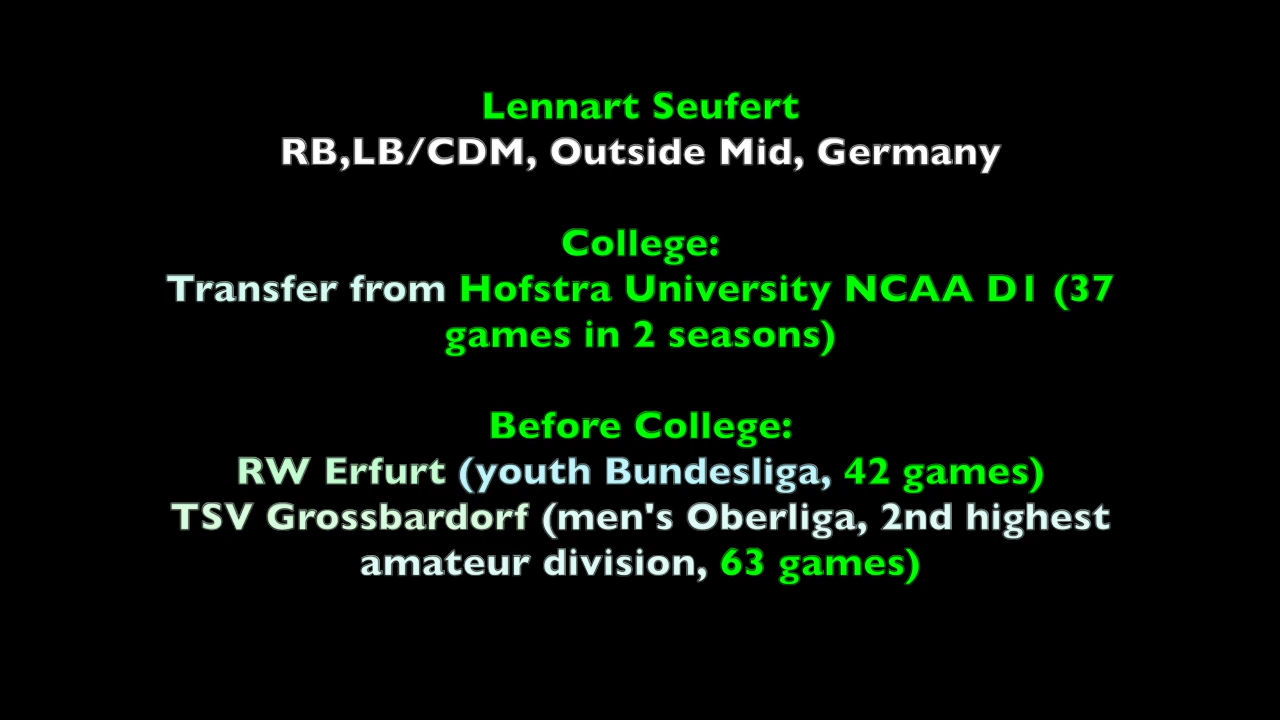 Lennart Seufert
RB,LB/CDM, Outside Mid, Germany
College:
Transfer from Hofstra University NCAA D1 (37
games in 2 seasons)
Before College:
RW Erfurt (youth Bundesliga, 42 games)
TSV Grossbardorf (men's Oberliga, 2nd highest
amateur division, 63 games)